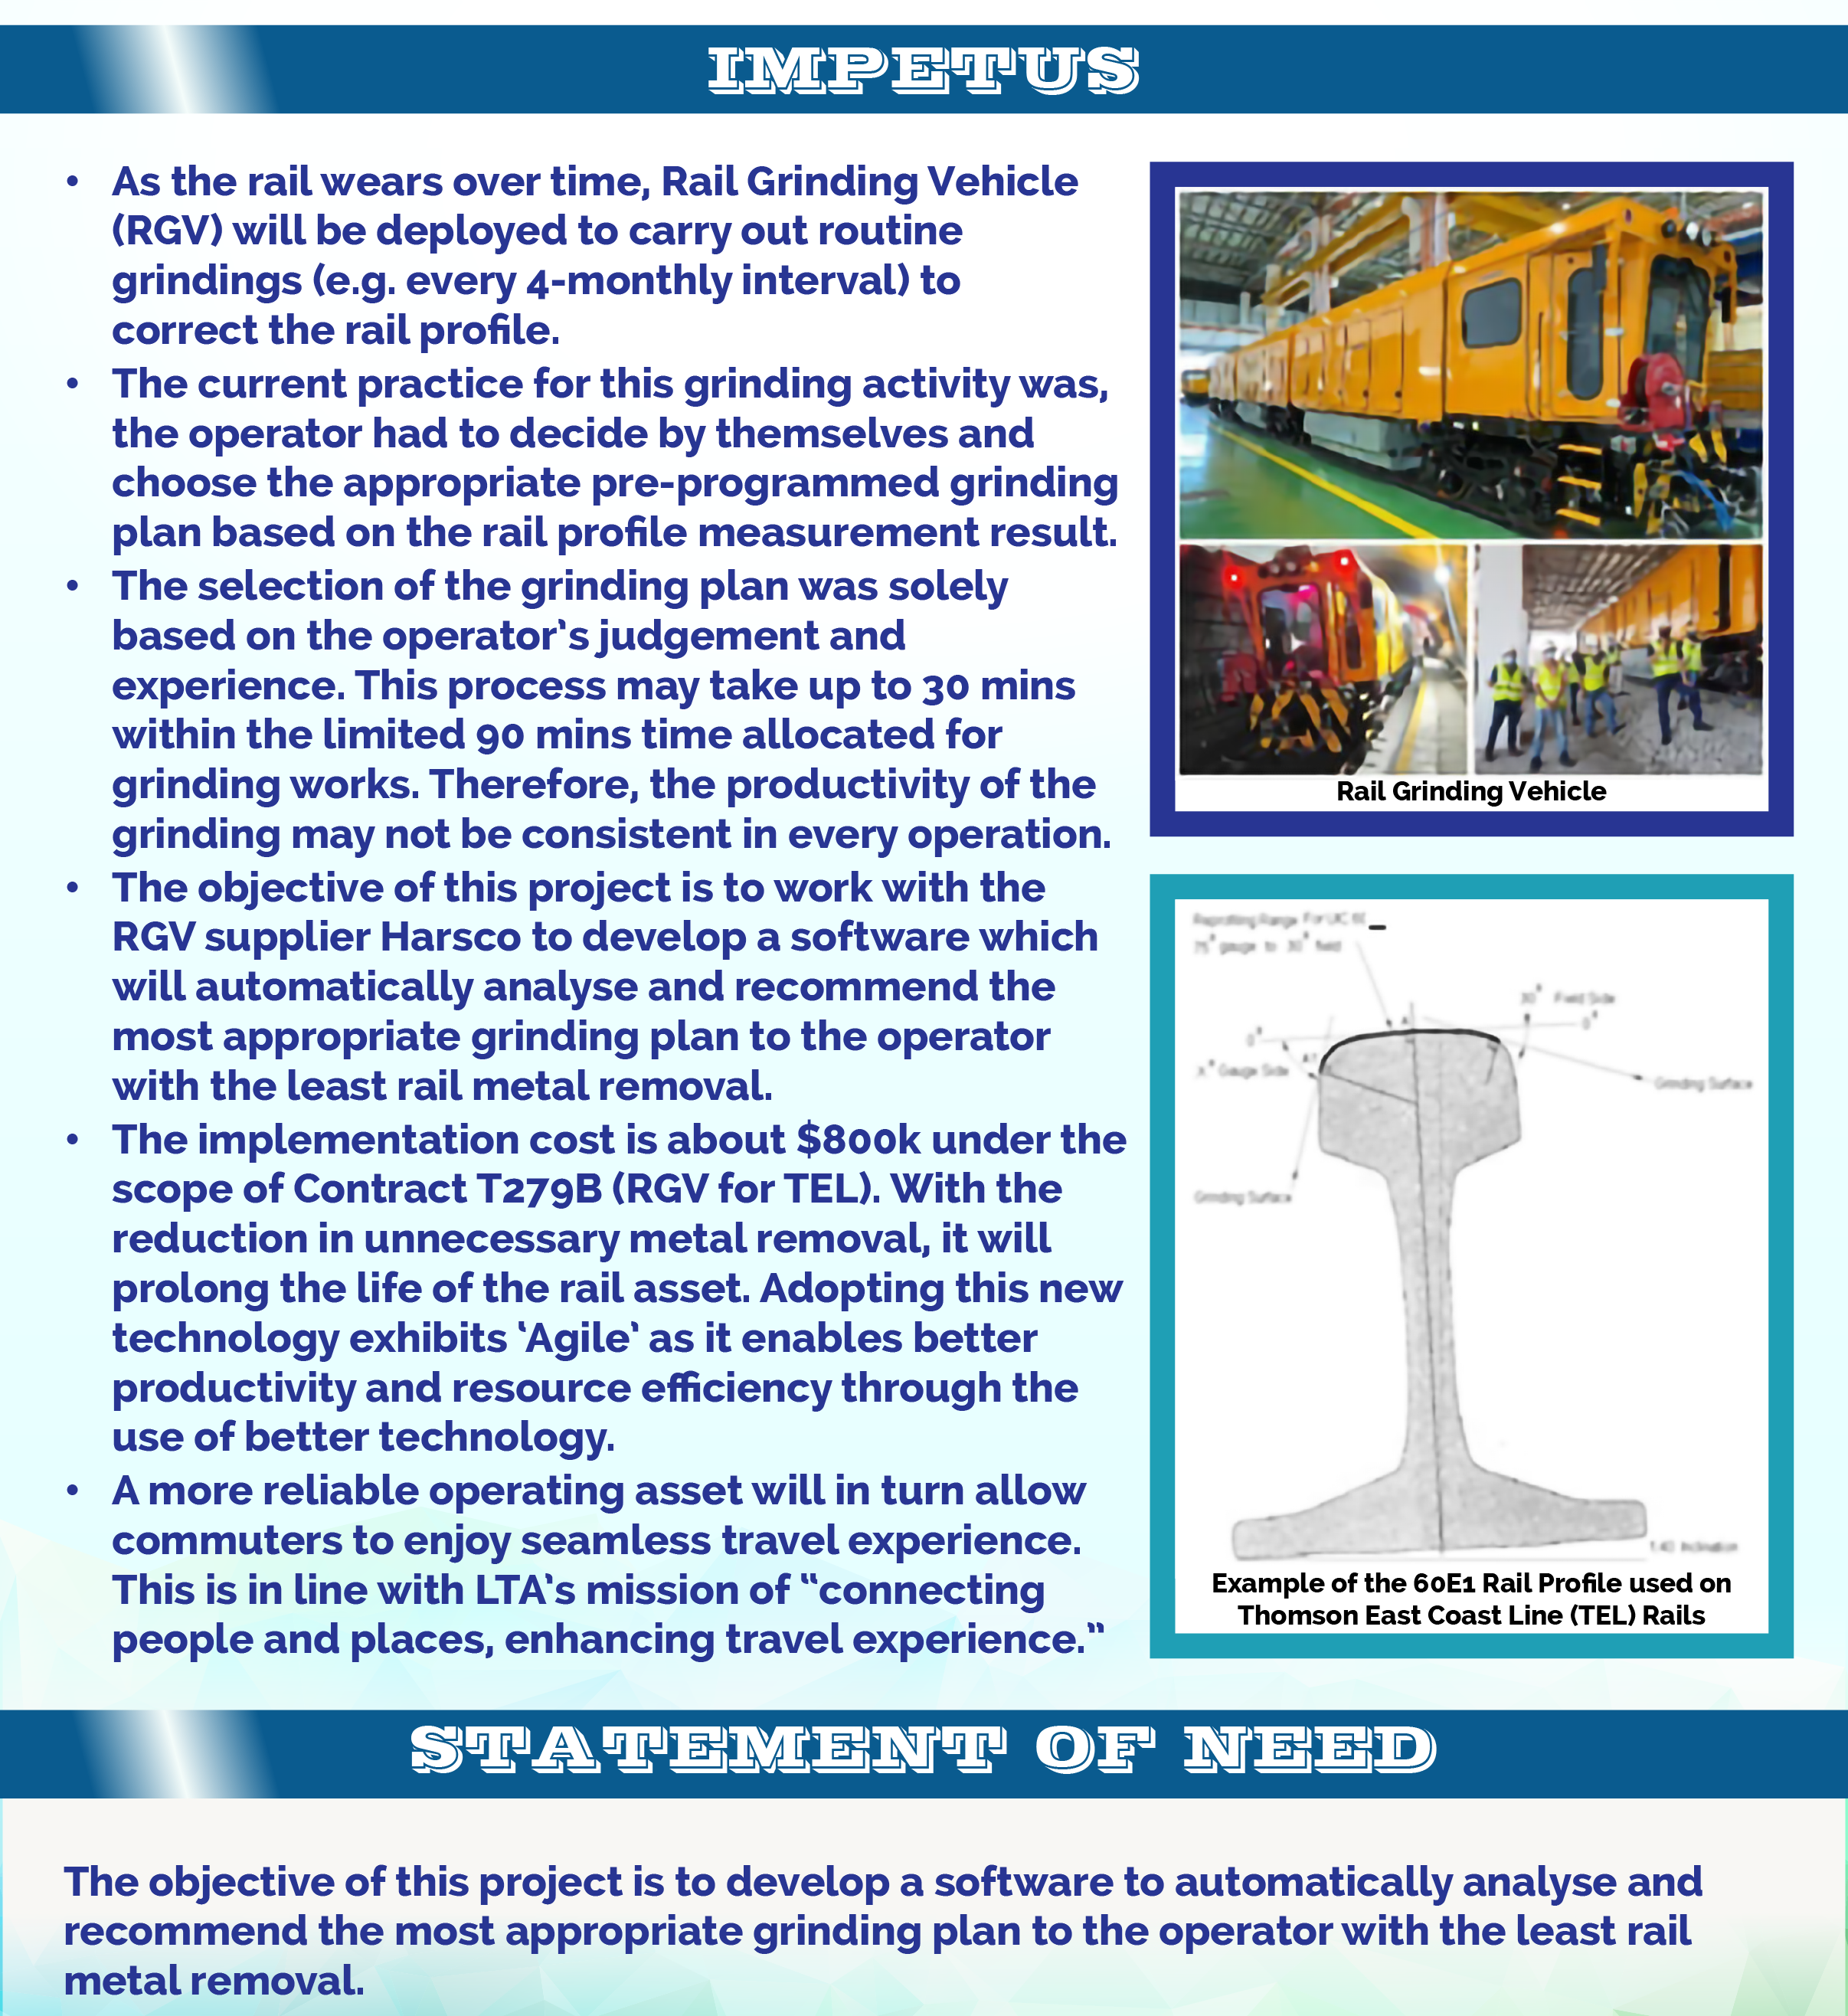 IMPETUS
• As the rail wears over time, Rail Grinding Vehicle
(RGV) will be deployed to carry out routine
grindings (e.g. every 4-monthly interval) to
correct the rail profile.
• The current practice for this grinding activity was,
the operator had to decide by themselves and
choose the appropriate pre-programmed grinding
plan based on the rail profile measurement result.
• The selection of the grinding plan was solely
based on the operator’s judgement and
experience. This process may take up to 30 mins
within the limited 90 mins time allocated for
grinding works. Therefore, the productivity of the
grinding may not be consistent in every operation.
• The objective of this project is to work with the
RGV supplier Harsco to develop a software which
will automatically analyse and recommend the
most appropriate grinding plan to the operator
with the least rail metal removal.
• The implementation cost is about $800k under the
scope of Contract T279B (RGV for TEL). With the
reduction in unnecessary metal removal, it will
prolong the life of the rail asset. Adopting this new
technology exhibits ‘Agile’ as it enables better
productivity and resource efficiency through the
use of better technology.
• A more reliable operating asset will in turn allow
commuters to enjoy seamless travel experience.
This is in line with LTA’s mission of “connecting
people and places, enhancing travel experience.”
Rail Grinding Vehicle
75° gauge to 30° field
30° Field Side
0°
0°
X° Gauge Side
Grinding Surface
Grinding Surface
1:40 Inclination
Example of the 60E1 Rail Profile used on
Thomson East Coast Line (TEL) Rails
STATEMENT OF NEED
The objective of this project is to develop a software to automatically analyse and
recommend the most appropriate grinding plan to the operator with the least rail
metal removal.